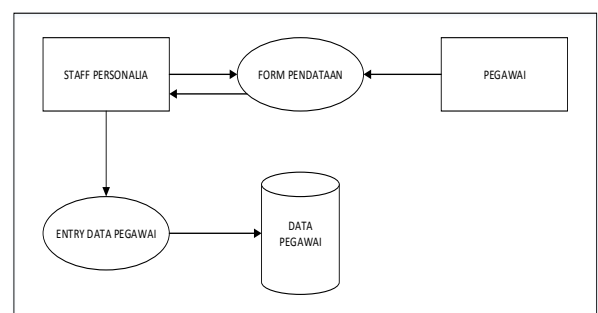 STAFF PERSONALIA
FORM PENDATAAN
PEGAWAI
ENTRY DATA PEGAWAI
DATA
PEGAWAI